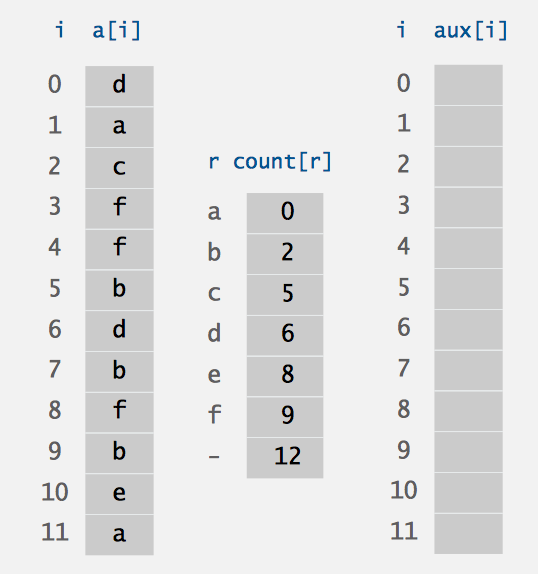 i a[i]
0 d
1 a
2 c
3 f
4 f
5 b
6 d
7 b
8 f
9 b
10 e
11 a
r count[r]
a 0
b 2
c 5
d 6
e 8
f 9
- 12
i aux[i]
0
1
2
3
4
5
6
7
8
9
10
11